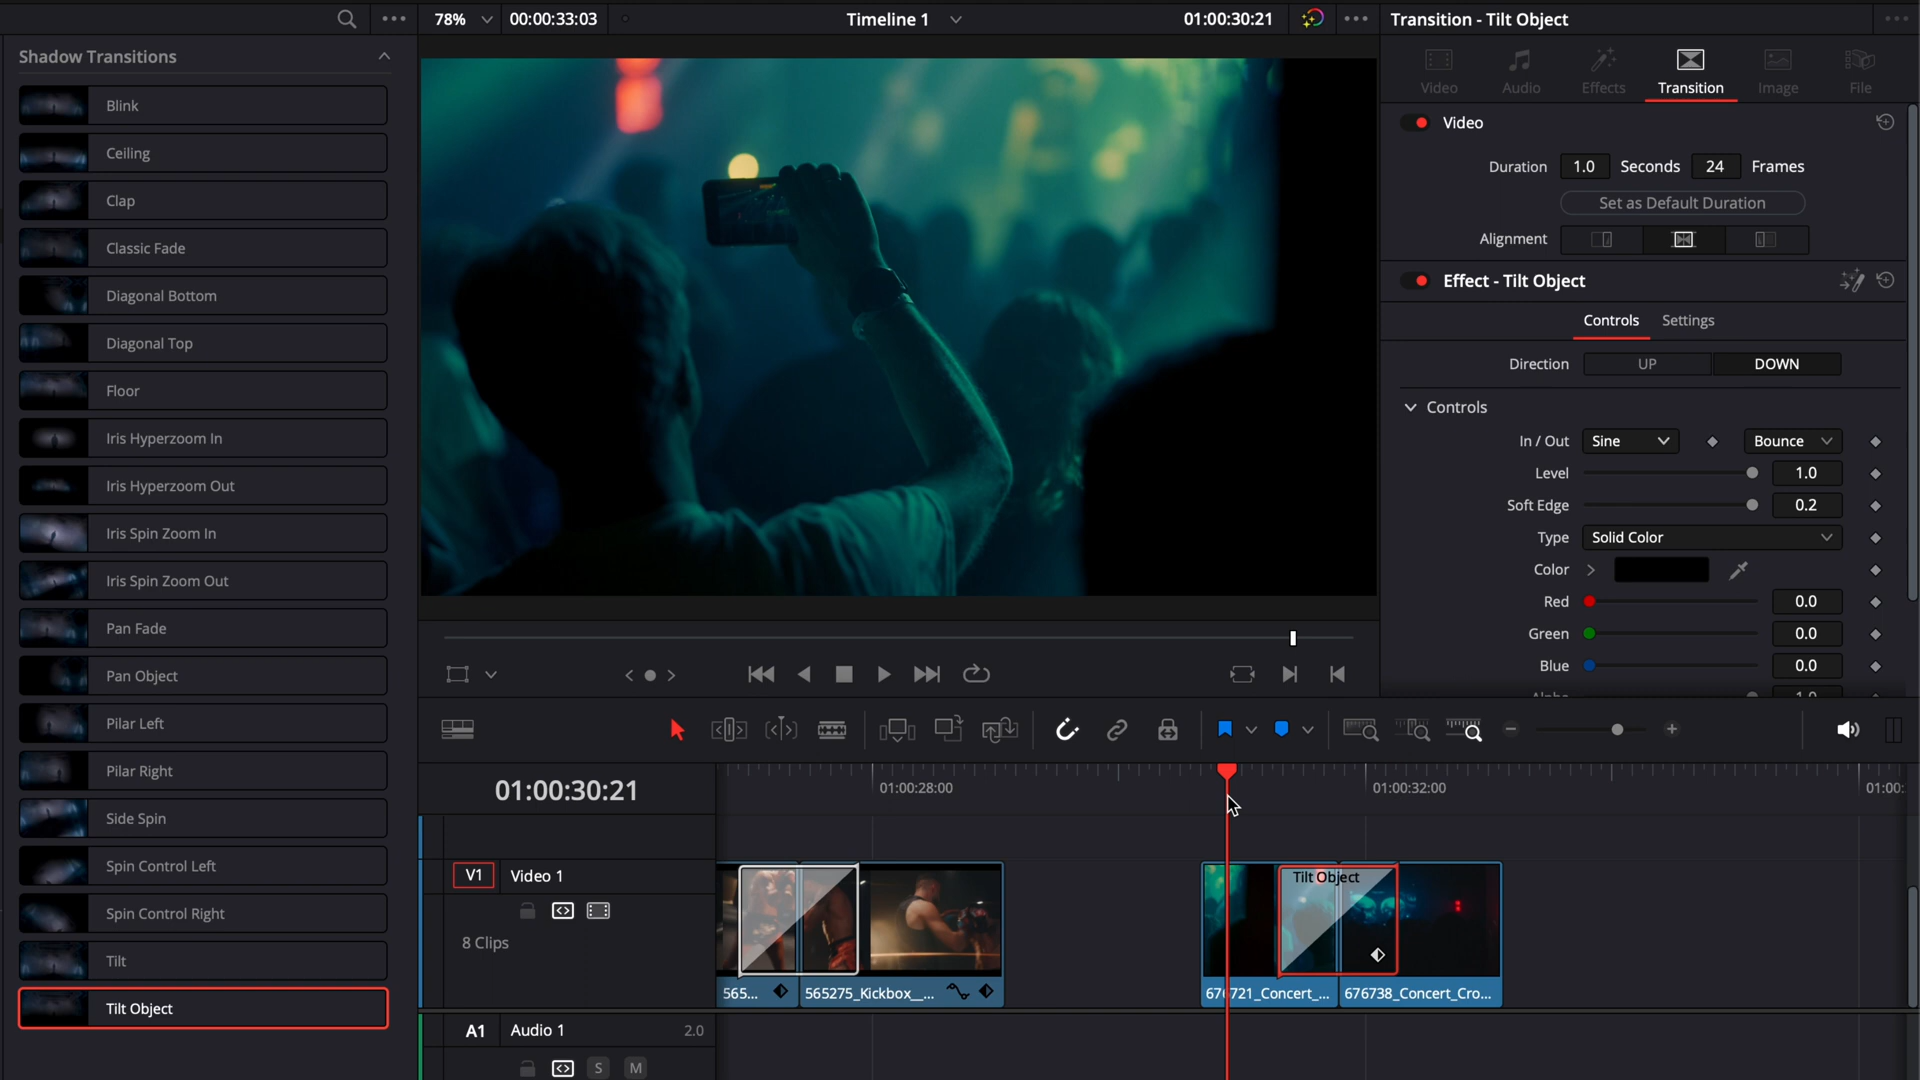 78%
00:00:33:03
Timeline 1
01:00:30:21
Transition - Tilt Object
Shadow Transitions
Blink
Ceiling
Clap
Classic Fade
Diagonal Bottom
Diagonal Top
Floor
Iris Hyperzoom In
Iris Hyperzoom Out
Iris Spin Zoom In
Iris Spin Zoom Out
Pan Fade
Pan Object
Pilar Left
Pilar Right
Side Spin
Spin Control Left
Spin Control Right
Tilt
Tilt Object
Video
Audio
Effects
Transition
Image
File
Video
Duration 1.0 Seconds 24 Frames
Set as Default Duration
Alignment
Effect - Tilt Object
Controls Settings
Direction UP DOWN
Controls
In / Out Sine Bounce
Level 1.0
Soft Edge 0.2
Type Solid Color
Color
Red 0.0
Green 0.0
Blue 0.0
Alpha 1.0
01:00:30:21
01:00:28:00
01:00:32:00
01:00:
V1 Video 1
8 Clips
Tilt Object
565...
565275_Kickbox__...
676721_Concert_...
676738_Concert_Cro...
A1 Audio 1 2.0
S M